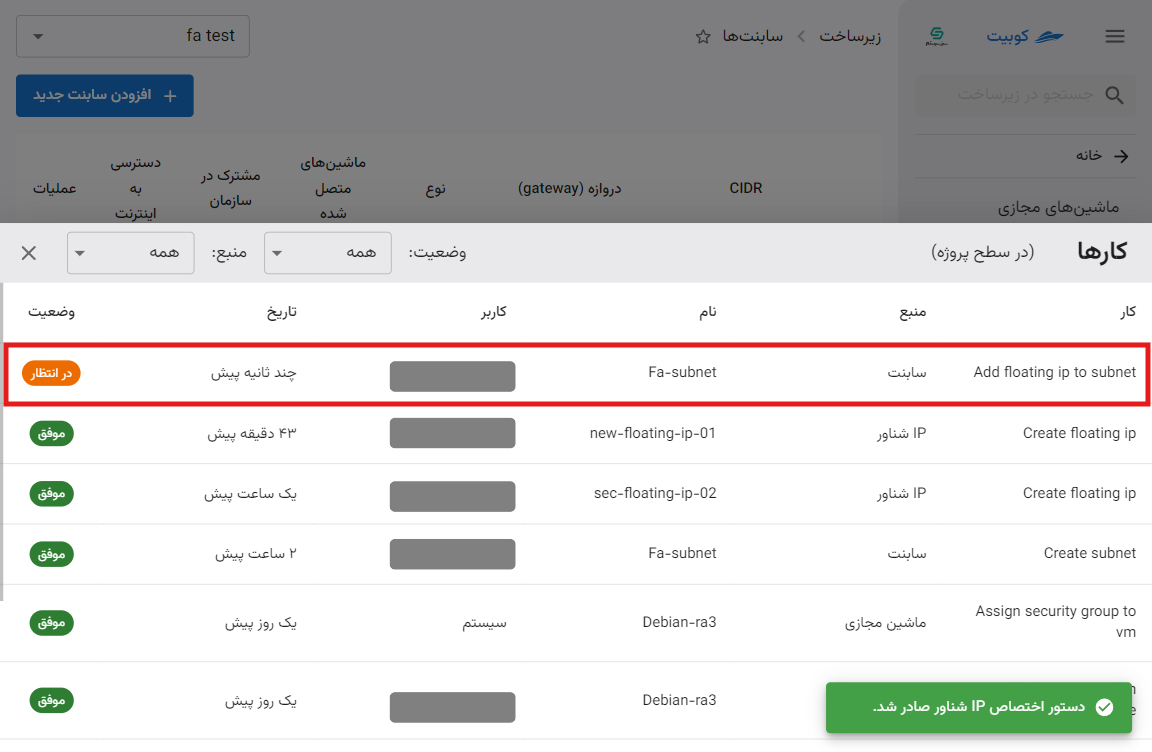 کوبیت
زیرساخت
سابنت‌ها
fa test
جستجو در زیرساخت
افزودن سابنت جدید
خانه
ماشین‌های مجازی
CIDR
دروازه (gateway)
نوع
ماشین‌های
متصل
شده
مشترک در
سازمان
دسترسی
به
اینترنت
عملیات
کارها
(در سطح پروژه)
وضعیت:
همه
منبع:
همه
کار منبع نام کاربر تاریخ وضعیت
Add floating ip to subnet سابنت Fa-subnet چند ثانیه پیش در انتظار
Create floating ip IP شناور new-floating-ip-01 ۴۳ دقیقه پیش موفق
Create floating ip IP شناور sec-floating-ip-02 یک ساعت پیش موفق
Create subnet سابنت Fa-subnet ۲ ساعت پیش موفق
Assign security group to
vm
ماشین مجازی Debian-ra3 سیستم یک روز پیش موفق
Debian-ra3 یک روز پیش موفق
دستور اختصاص IP شناور صادر شد.